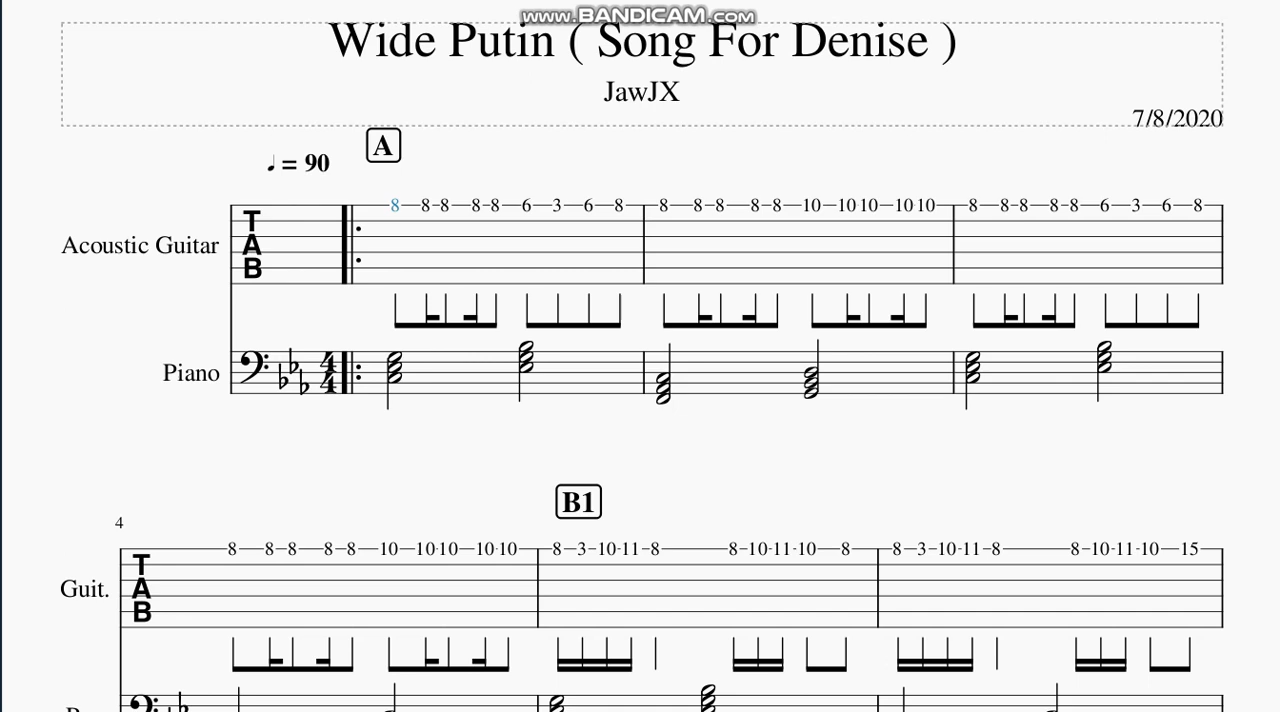 www.BANDICAM.com
Wide Putin ( Song For Denise )
JawJX
7/8/2020
A
♩ = 90
8 8 8 8 8 6 3 6 8 8 8 8 8 8 10 10 10 10 10 8 8 8 8 8 6 3 6 8
T
A
B
Acoustic Guitar
Piano
4
4
B1
4
8 8 8 8 8 10 10 10 10 10 8 3 10 11 8 8 10 11 10 8 8 3 10 11 8 8 10 11 10 15
T
A
B
Guit.